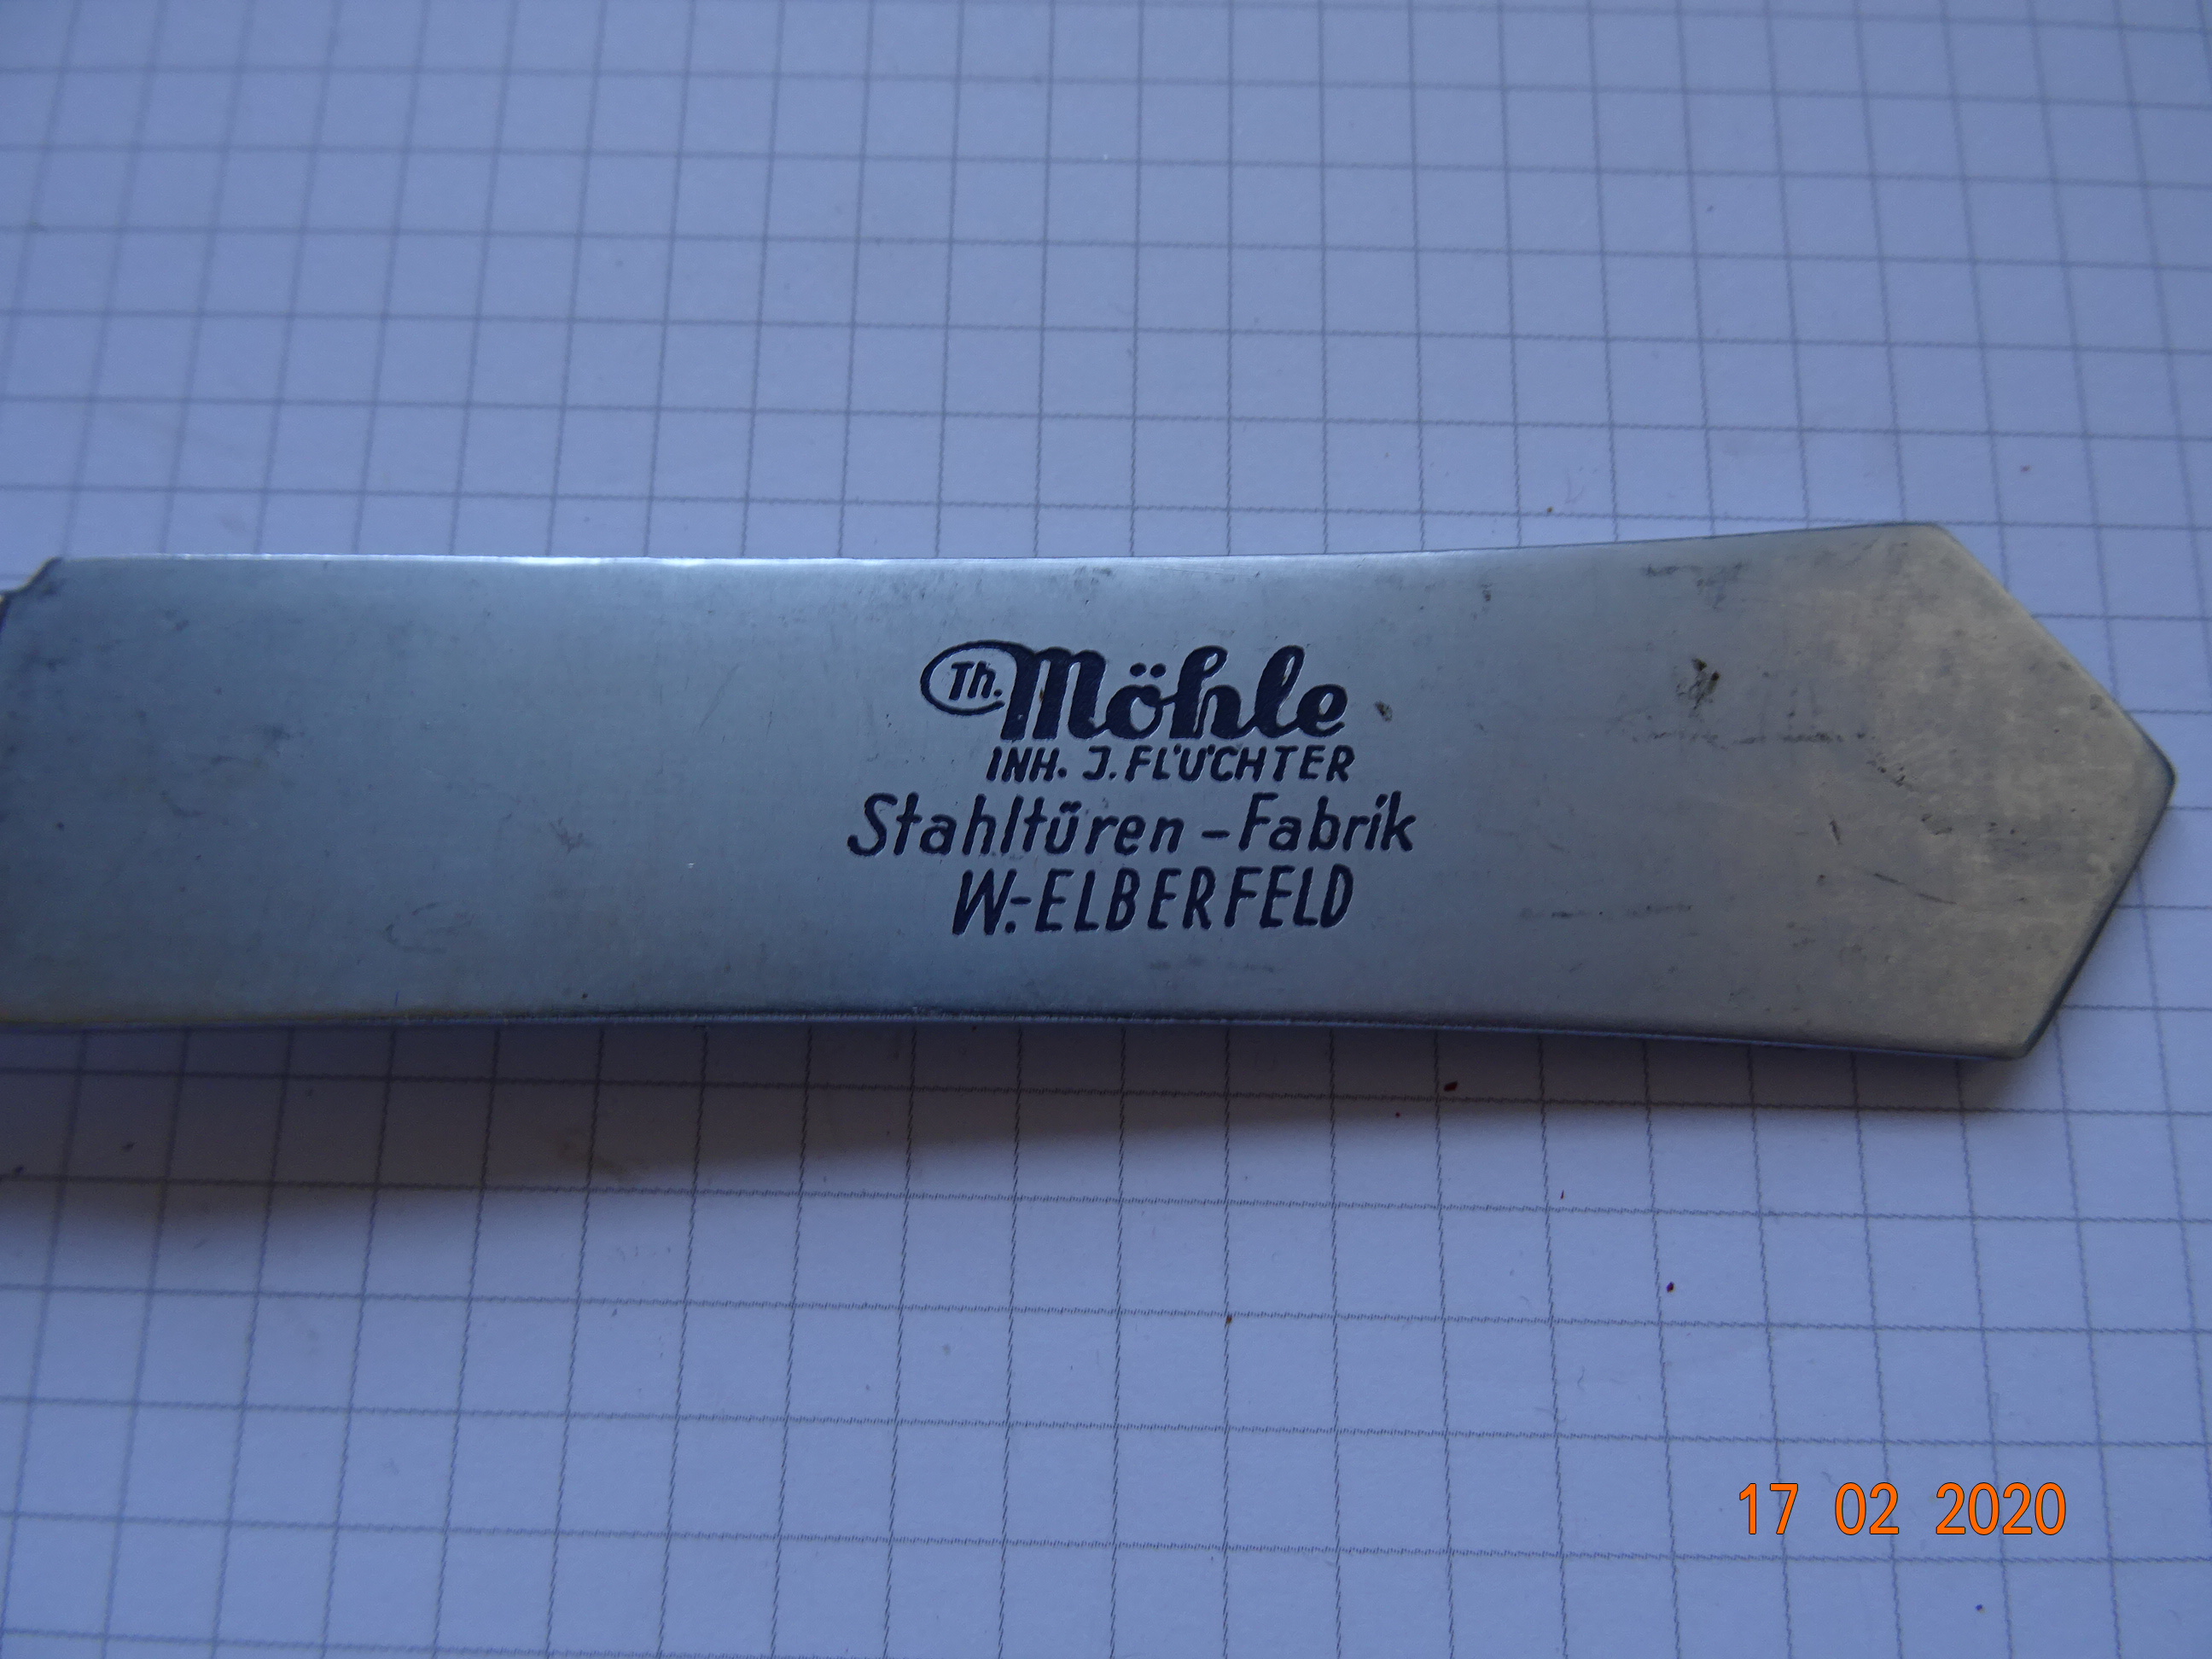 Th. Möhle
INH. J. FLÜCHTER
Stahltüren-Fabrik
W.-ELBERFELD
17 02 2020